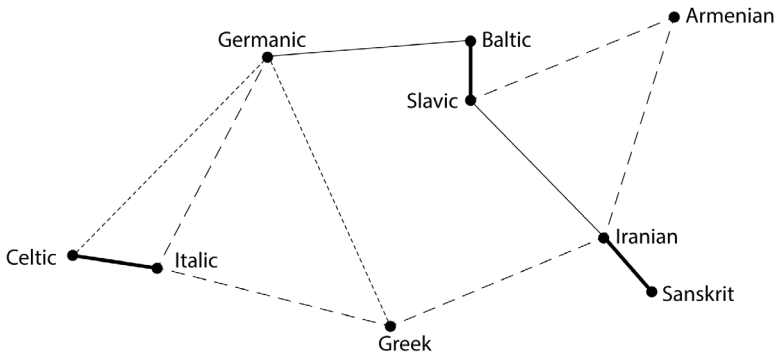 Armenian
Germanic
Baltic
Slavic
Iranian
Celtic
Italic
Sanskrit
Greek